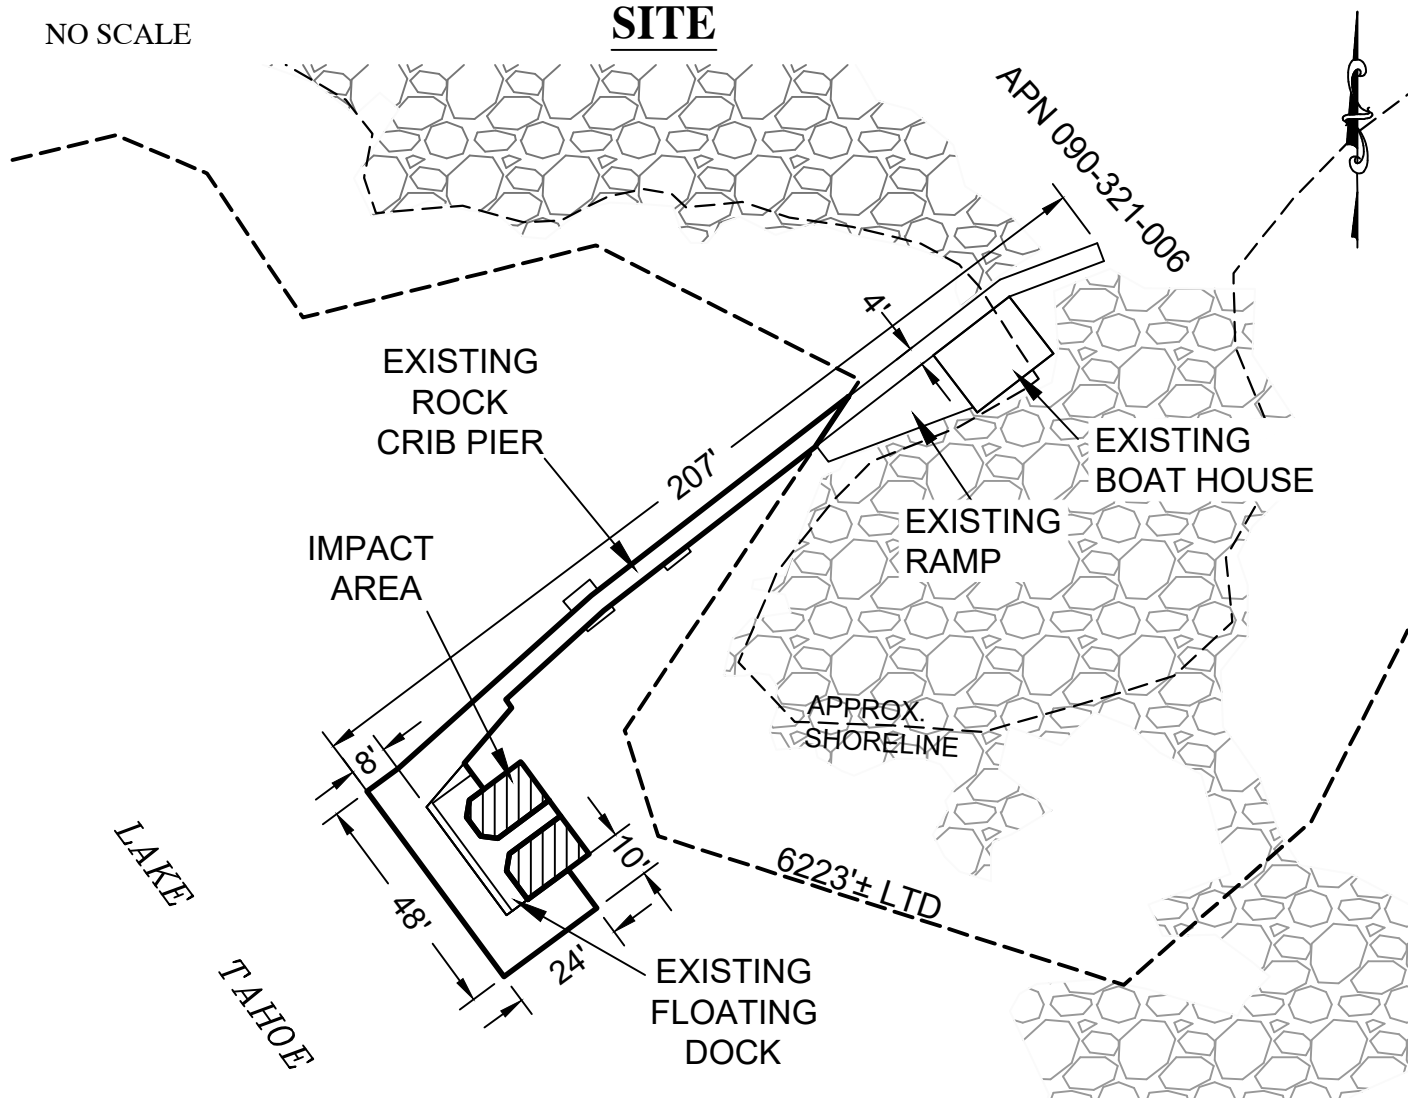 NO SCALE
SITE
APN 090-321-006
4'
EXISTING
ROCK
CRIB PIER
207'
EXISTING
BOAT HOUSE
EXISTING
RAMP
IMPACT
AREA
APPROX.
SHORELINE
8'
10'
6223'± LTD
48'
24'
LAKE
TAHOE
EXISTING
FLOATING
DOCK